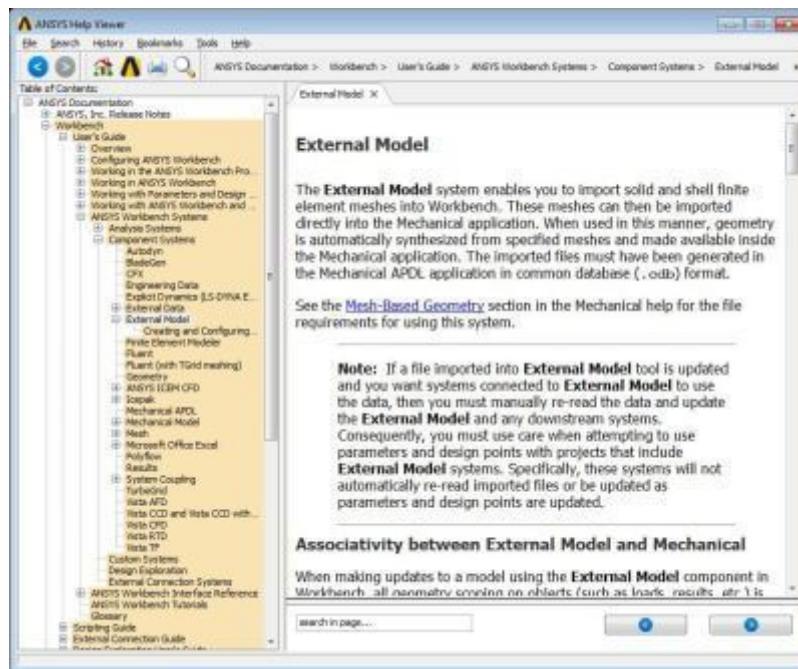 ANSYS Help Viewer
File Search History Bookmarks Tools Help
ANSYS Documentation > Workbench > User's Guide > ANSYS Workbench Systems > Component Systems > External Model
Table of Contents:
ANSYS Documentation
ANSYS, Inc. Release Notes
Workbench
User's Guide
Overview
Configuring ANSYS Workbench
Working in the ANSYS Workbench Pro...
Working in ANSYS Workbench
Working with Parameters and Design ...
Working with ANSYS Workbench and ...
ANSYS Workbench Systems
Analysis Systems
Component Systems
Autodyn
BladeGen
CFX
Engineering Data
Explicit Dynamics (LS-DYNA E...
External Data
External Model
Creating and Configuring...
Finite Element Modeler
Fluent
Fluent (with TGrid meshing)
Geometry
ANSYS ICEM CFD
Icepak
Mechanical APDL
Mechanical Model
Mesh
Microsoft Office Excel
Polyflow
Results
System Coupling
TurboGrid
Vista AFD
Vista CCD and Vista CCD with...
Vista CPD
Vista RTD
Vista TF
Custom Systems
Design Exploration
External Connection Systems
ANSYS Workbench Interface Reference
ANSYS Workbench Tutorials
Glossary
Scripting Guide
External Connection Guide
Design Exploration User's Guide
External Model X
External Model
The External Model system enables you to import solid and shell finite
element meshes into Workbench. These meshes can then be imported
directly into the Mechanical application. When used in this manner, geometry
is automatically synthesized from specified meshes and made available inside
the Mechanical application. The imported files must have been generated in
the Mechanical APDL application in common database (.cdb) format.
See the Mesh-Based Geometry section in the Mechanical help for the file
requirements for using this system.
Note: If a file imported into External Model tool is updated
and you want systems connected to External Model to use
the data, then you must manually re-read the data and update
the External Model and any downstream systems.
Consequently, you must use care when attempting to use
parameters and design points with projects that include
External Model systems. Specifically, these systems will not
automatically re-read imported files or be updated as
parameters and design points are updated.
Associativity between External Model and Mechanical
When making updates to a model using the External Model component in
Workbench, all geometry scoping on objects (such as loads, results, etc.) is
search in page...